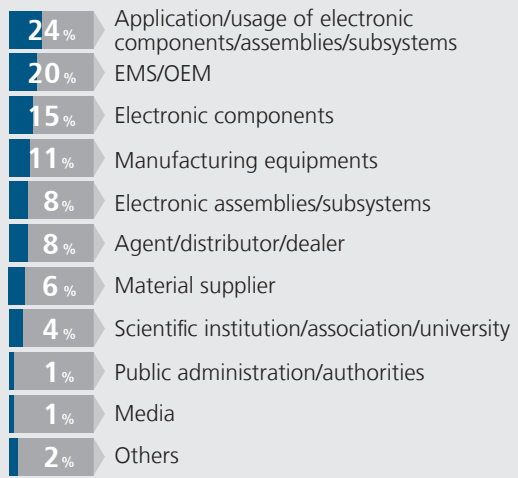 24% Application/usage of electronic
components/assemblies/subsystems
20% EMS/OEM
15% Electronic components
11% Manufacturing equipments
8% Electronic assemblies/subsystems
8% Agent/distributor/dealer
6% Material supplier
4% Scientific institution/association/university
1% Public administration/authorities
1% Media
2% Others